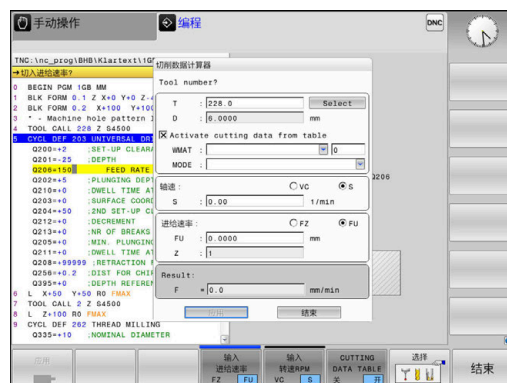 手动操作
编程
DNC
TNC:\nc_prog\BHB\Klartext\1G
→切入进给速率?
0 BEGIN PGM 1GB MM
1 BLK FORM 0.1 Z X+0 Y+0 Z-
2 BLK FORM 0.2 X+100 Y+10
3 * - Machine hole pattern
4 TOOL CALL 228 Z S4500
5 CYCL DEF 203 UNIVERSAL DRI
Q200=+2 ;SET-UP CLEARA
Q201=-25 ;DEPTH
Q206=150 FEED RATE
Q202=+5 ;PLUNGING DEPT
Q210=+0 ;DWELL TIME AT
Q203=+0 ;SURFACE COORD
Q204=+50 ;2ND SET-UP CL
Q212=+0 ;DECREMENT
Q213=+0 ;NR OF BREAKS
Q205=+0 ;MIN. PLUNGING
Q211=+0 ;DWELL TIME AT
Q208=+99999 ;RETRACTION
Q256=+0.2 ;DIST FOR CHI
Q395=+0 ;DEPTH REFEREN
6 L X+50 Y+50 R0 FMAX
7 TOOL CALL 2 Z S4500
8 L Z+100 R0 FMAX
9 CYCL DEF 262 THREAD MILLING
Q335=+10 ;NOMINAL DIAMETER
切削数据计算器
Tool number?
T : 228.0 Select
D : 6.0000 mm
Activate cutting data from table
WMAT : 0
MODE :
轴速: VC S
S : 0.00 1/min
进给速率: FZ FU
FU : 0.0000 mm
Z : 1
Result:
F = 0.0 mm/min
应用 结束
Q206
应用
输入 进给速率 FZ FU
输入 转速RPM VC S
CUTTING DATA TABLE 关 开
选择
结束